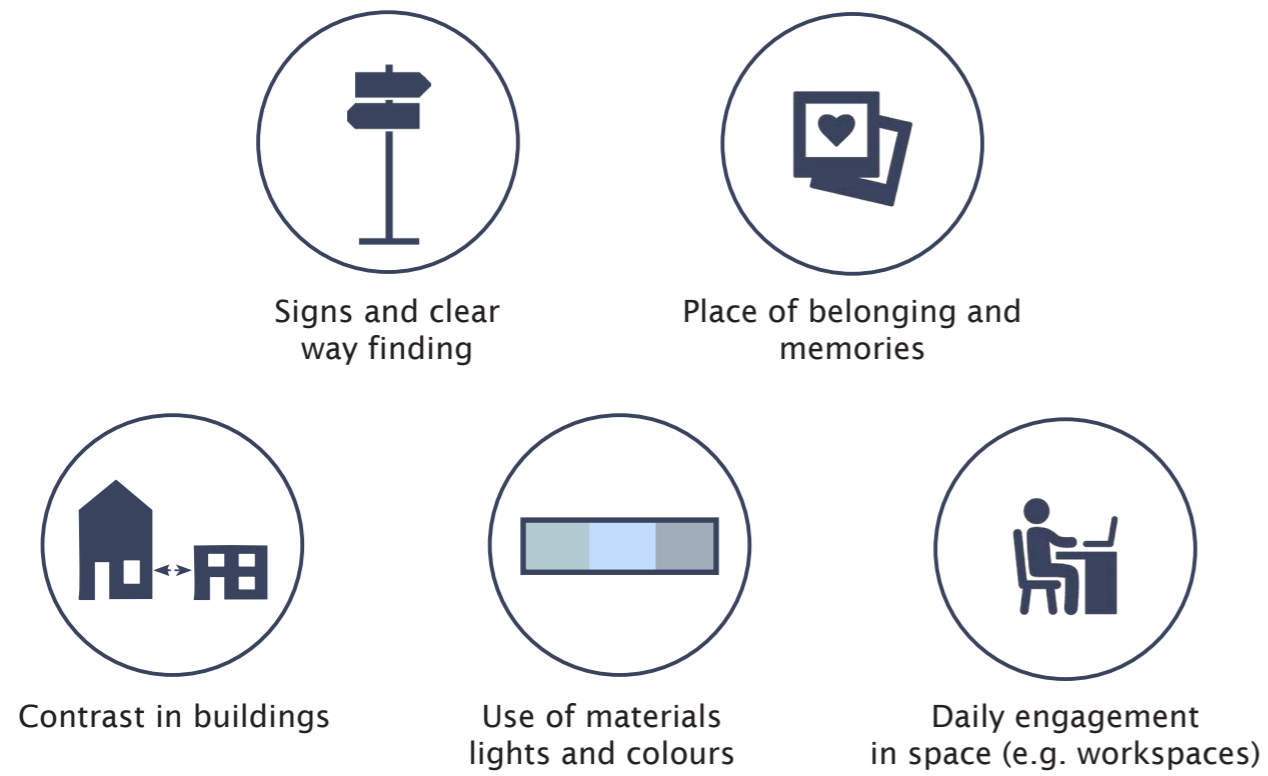 Signs and clear
way finding
Place of belonging and
memories
Contrast in buildings
Use of materials
lights and colours
Daily engagement
in space (e.g. workspaces)